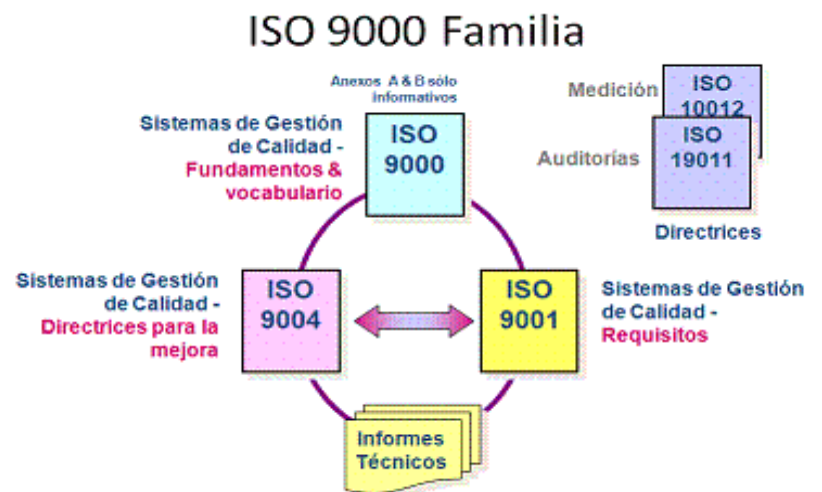 ISO 9000 Familia
Anexos A & B sólo
informativos
Sistemas de Gestión
de Calidad -
Fundamentos &
vocabulario
ISO
9000
Medición
ISO
10012
Auditorías
ISO
19011
Directrices
Sistemas de Gestión
de Calidad -
Directrices para la
mejora
ISO
9004
ISO
9001
Sistemas de Gestión
de Calidad -
Requisitos
Informes
Técnicos